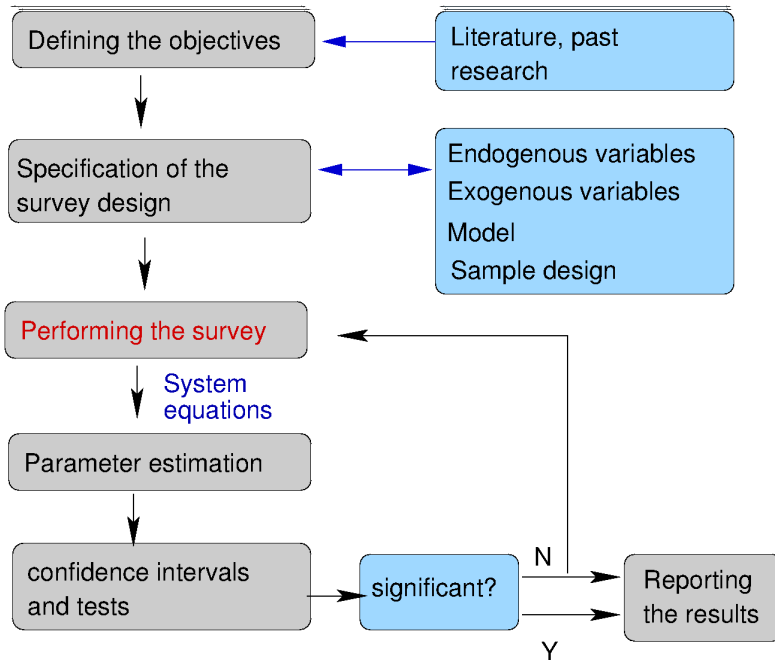 Defining the objectives
Literature, past
research
Specification of the
survey design
Endogenous variables
Exogenous variables
Model
Sample design
Performing the survey
System
equations
Parameter estimation
confidence intervals
and tests
significant?
N
Y
Reporting
the results